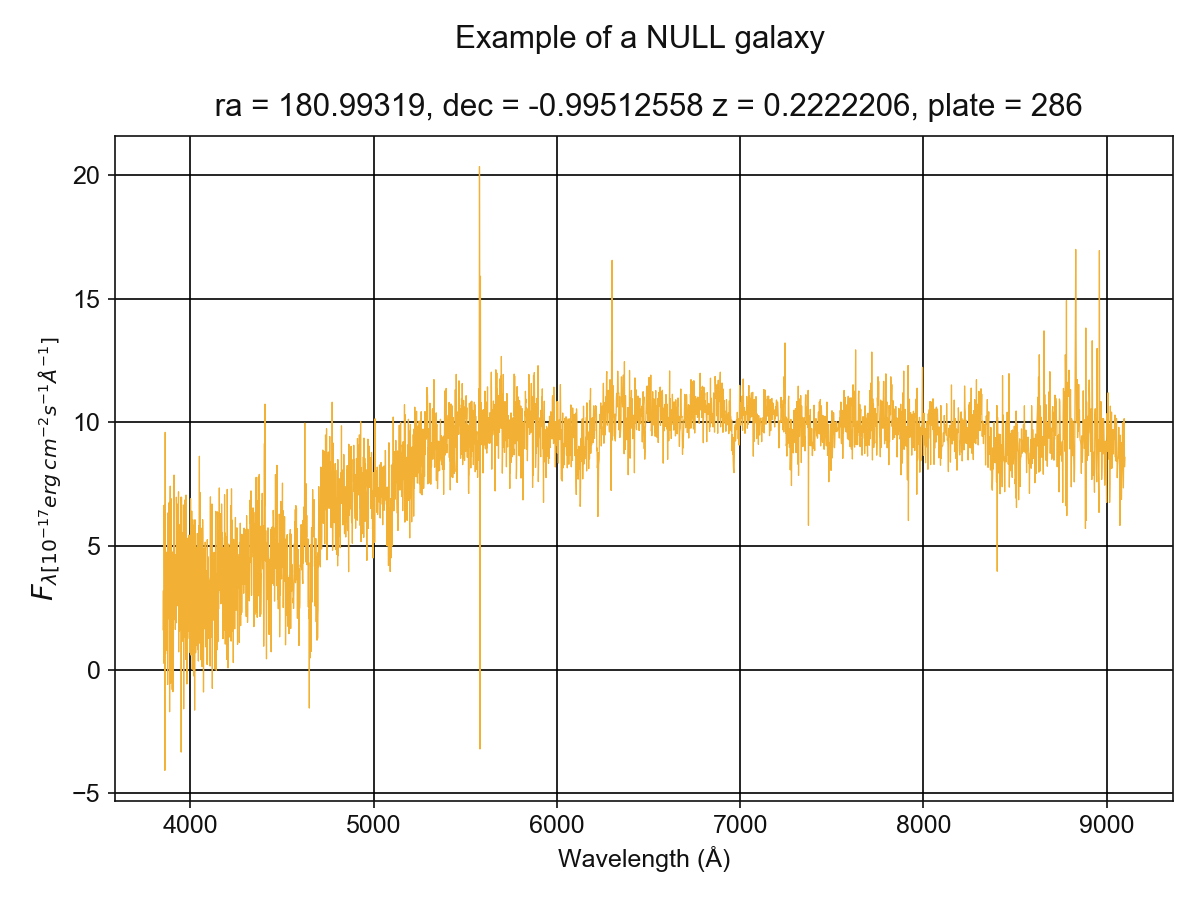 Example of a NULL galaxy
ra = 180.99319, dec = -0.99512558 z = 0.2222206, plate = 286
20
15
10
5
0
−5
F_λ[10^{−17} erg cm^{−2} s^{−1} Å^{−1}]
4000 5000 6000 7000 8000 9000
Wavelength (Å)